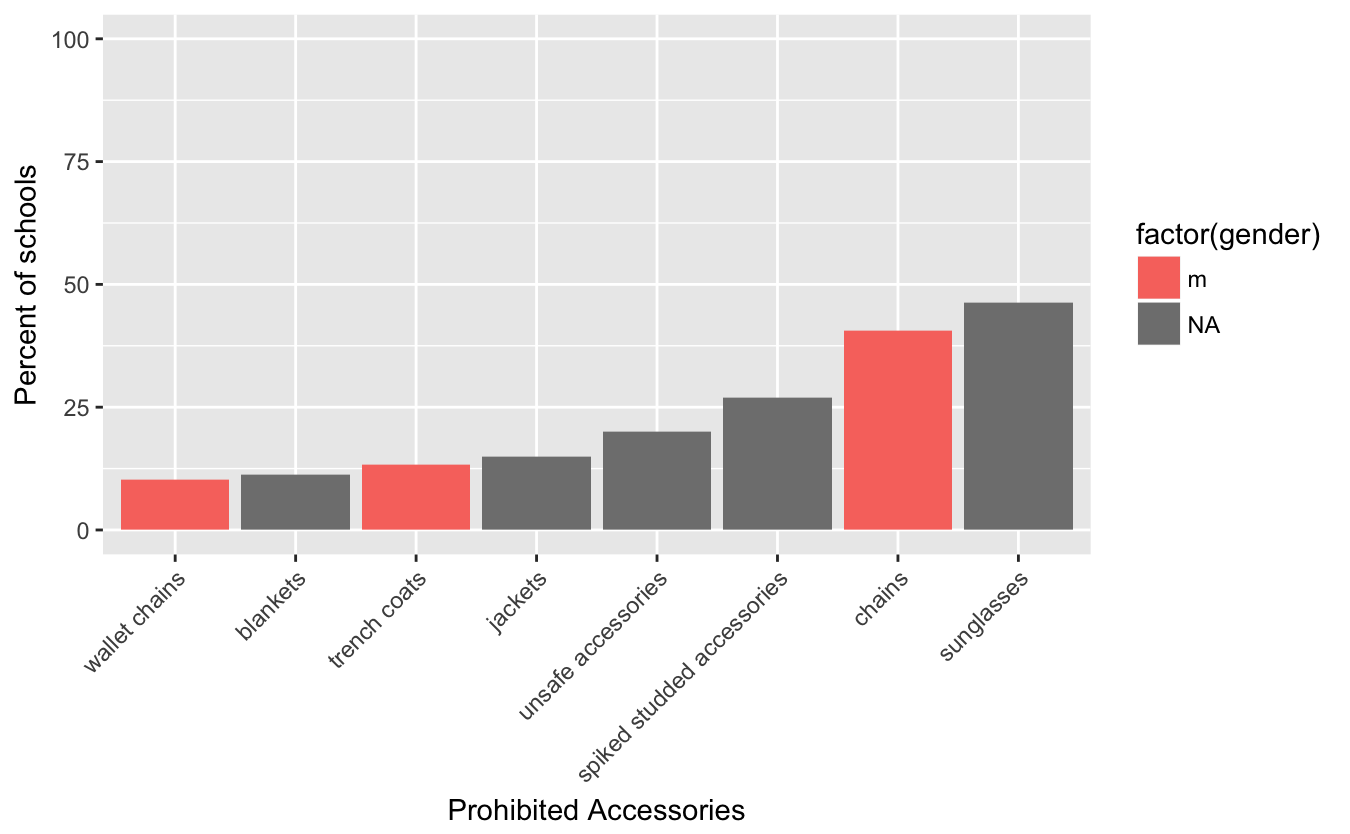 100
75
50
25
0
Percent of schools
wallet chains
blankets
trench coats
jackets
unsafe accessories
spiked studded accessories
chains
sunglasses
Prohibited Accessories
factor(gender)
m
NA